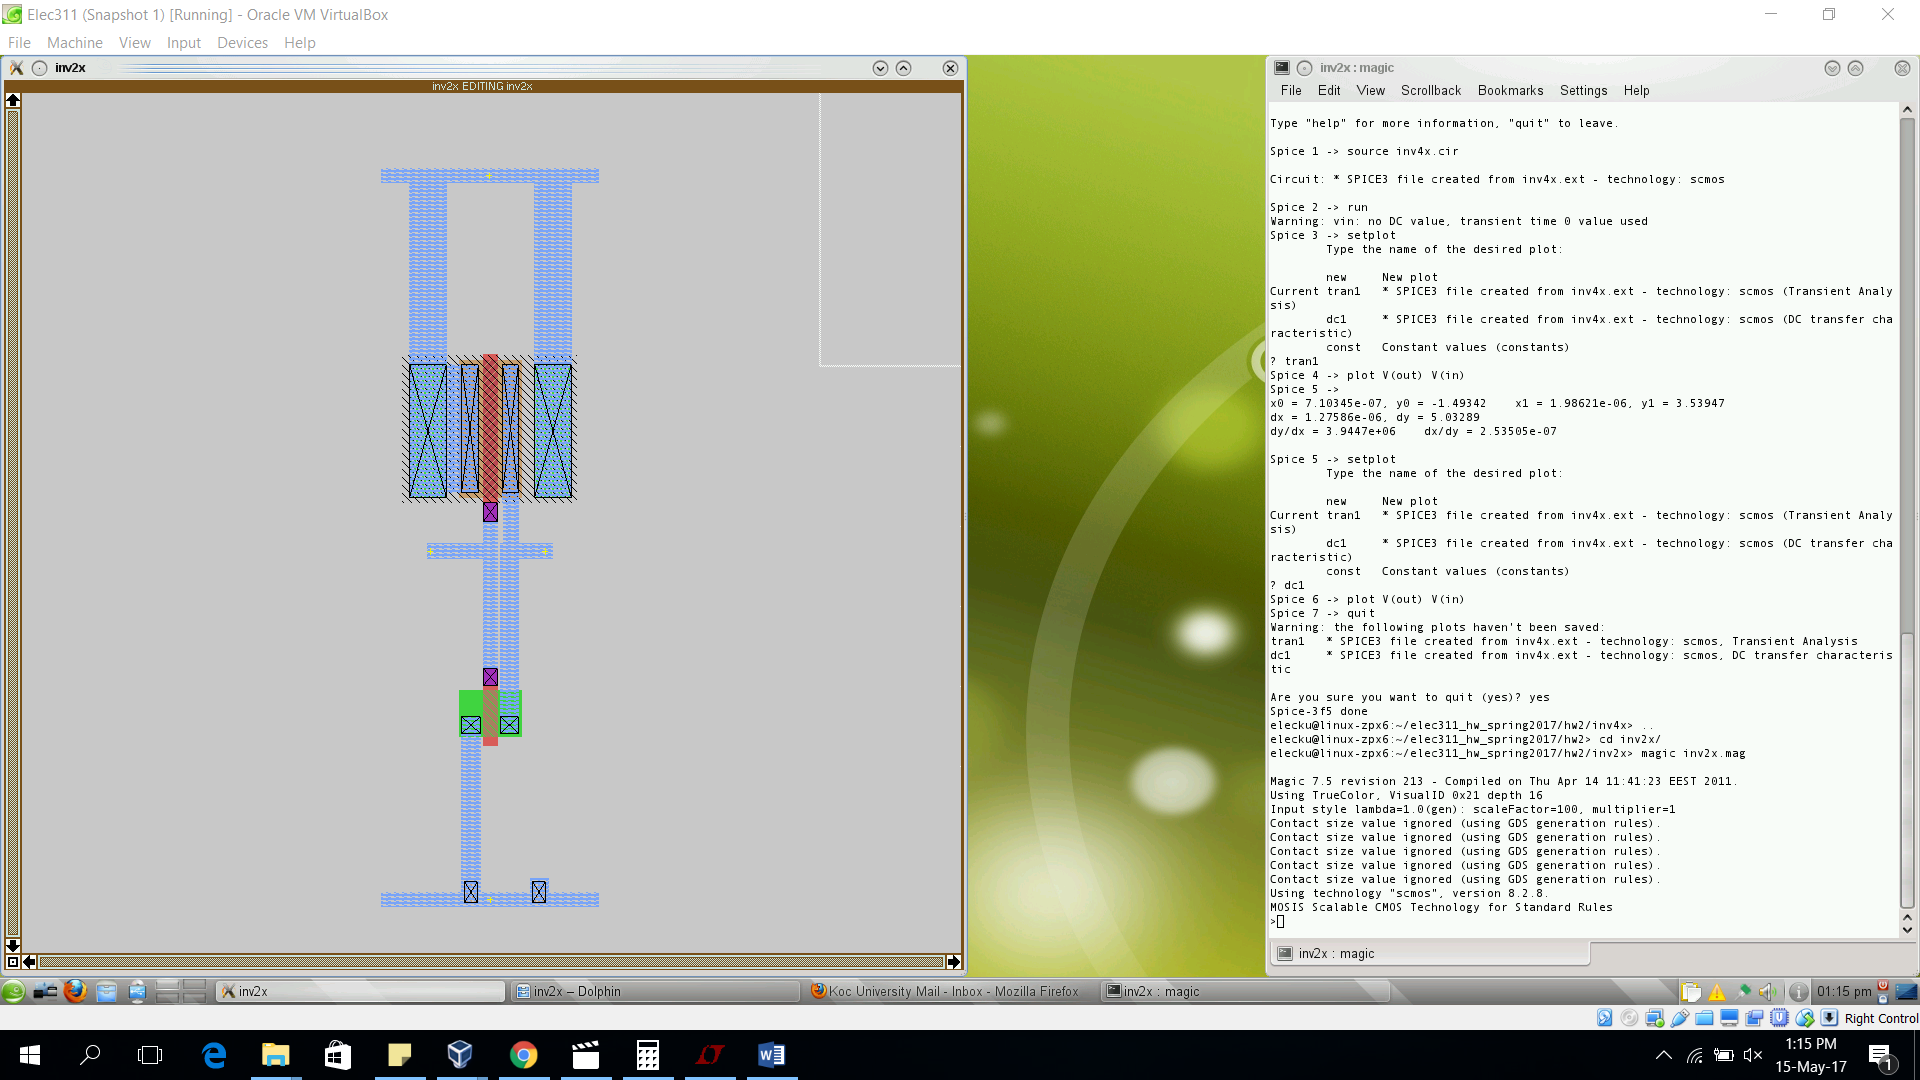 Elec311 (Snapshot 1) [Running] - Oracle VM VirtualBox
File Machine View Input Devices Help
inv2x
inv2x EDITING inv2x
inv2x : magic
File Edit View Scrollback Bookmarks Settings Help
Type "help" for more information, "quit" to leave.
Spice 1 -> source inv4x.cir
Circuit: * SPICE3 file created from inv4x.ext - technology: scmos
Spice 2 -> run
Warning: vin: no DC value, transient time 0 value used
Spice 3 -> setplot
Type the name of the desired plot:
new New plot
Current tran1 * SPICE3 file created from inv4x.ext - technology: scmos (Transient Analy
sis)
dc1 * SPICE3 file created from inv4x.ext - technology: scmos (DC transfer cha
racteristic)
const Constant values (constants)
? tran1
Spice 4 -> plot V(out) V(in)
Spice 5 ->
x0 = 7.10345e-07, y0 = -1.49342 x1 = 1.98621e-06, y1 = 3.53947
dx = 1.27586e-06, dy = 5.03289
dy/dx = 3.9447e+06 dx/dy = 2.53505e-07
Spice 5 -> setplot
Type the name of the desired plot:
new New plot
Current tran1 * SPICE3 file created from inv4x.ext - technology: scmos (Transient Analy
sis)
dc1 * SPICE3 file created from inv4x.ext - technology: scmos (DC transfer cha
racteristic)
const Constant values (constants)
? dc1
Spice 6 -> plot V(out) V(in)
Spice 7 -> quit
Warning: the following plots haven't been saved:
tran1 * SPICE3 file created from inv4x.ext - technology: scmos, Transient Analysis
dc1 * SPICE3 file created from inv4x.ext - technology: scmos, DC transfer characteris
tic
Are you sure you want to quit (yes)? yes
Spice-3f5 done
elecku@linux-zpx6:~/elec311_hw_spring2017/hw2/inv4x> ..
elecku@linux-zpx6:~/elec311_hw_spring2017/hw2> cd inv2x/
elecku@linux-zpx6:~/elec311_hw_spring2017/hw2/inv2x> magic inv2x.mag
Magic 7.5 revision 213 - Compiled on Thu Apr 14 11:41:23 EEST 2011.
Using TrueColor, VisualID 0x21 depth 16
Input style lambda=1.0(gen): scaleFactor=100, multiplier=1
Contact size value ignored (using GDS generation rules).
Contact size value ignored (using GDS generation rules).
Contact size value ignored (using GDS generation rules).
Contact size value ignored (using GDS generation rules).
Contact size value ignored (using GDS generation rules).
Using technology "scmos", version 8.2.8.
MOSIS Scalable CMOS Technology for Standard Rules
>
inv2x : magic
inv2x
inv2x – Dolphin
Koc University Mail - Inbox - Mozilla Firefox
inv2x : magic
01:15 pm
Right Control
1:15 PM
15-May-17
1